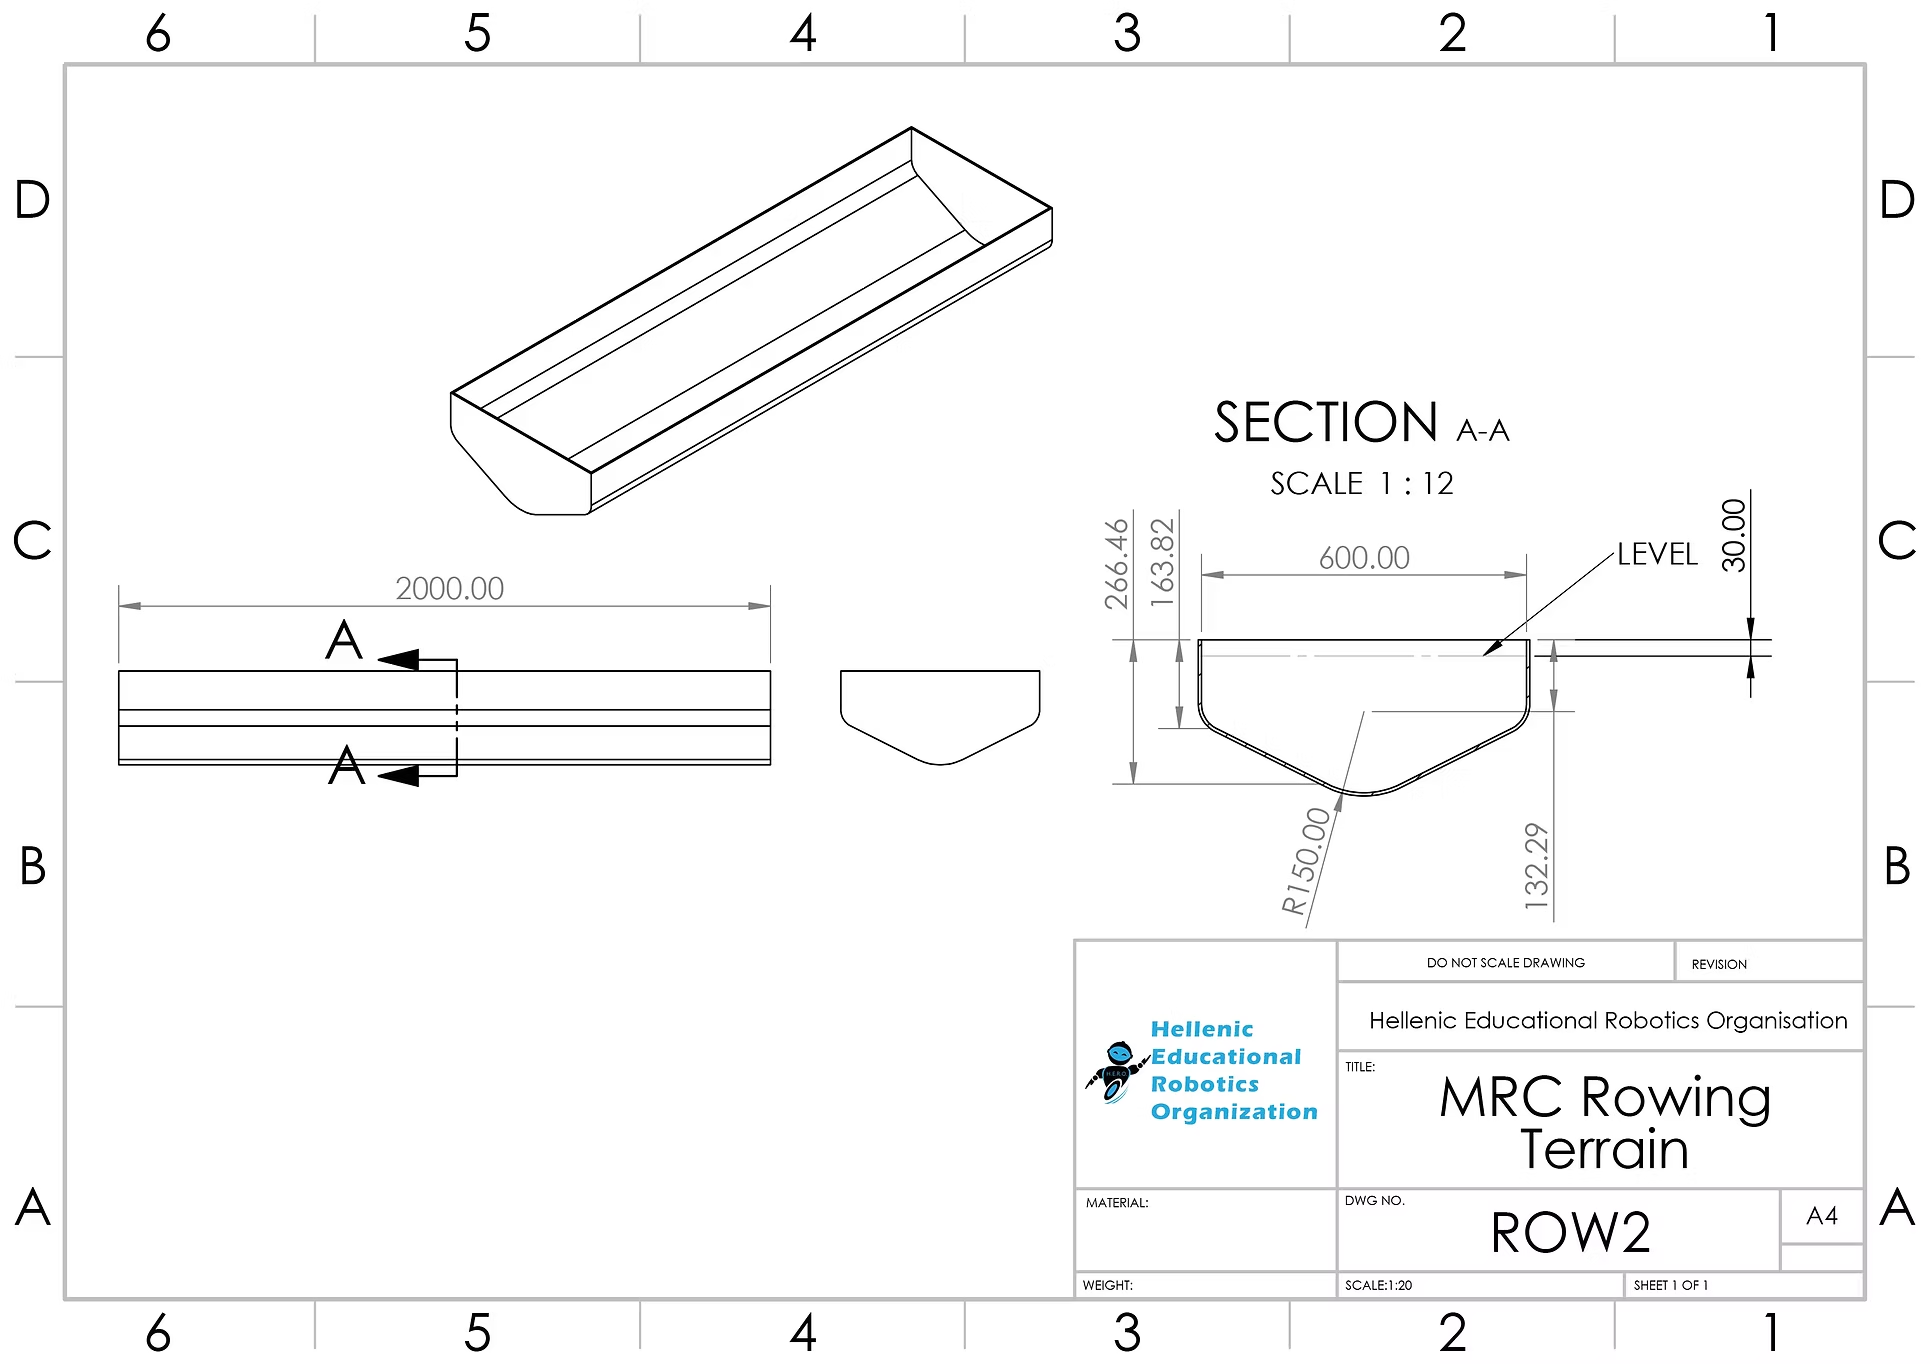 6 5 4 3 2 1
D D
SECTION A-A
SCALE 1 : 12
C C
266.46
163.82
600.00
LEVEL
30.00
2000.00
A
A
R150.00
132.29
B B
DO NOT SCALE DRAWING
REVISION
Hellenic
Educational
Robotics
Organization
H.E.R.O
Hellenic Educational Robotics Organisation
TITLE:
MRC Rowing
Terrain
MATERIAL:
DWG NO.
ROW2
A4
A A
WEIGHT:
SCALE:1:20
SHEET 1 OF 1
6 5 4 3 2 1